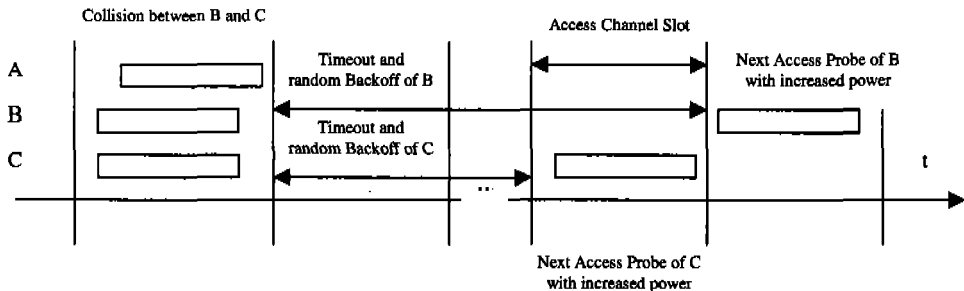 Collision between B and C
Access Channel Slot
A
Timeout and
random Backoff of B
Next Access Probe of B
with increased power
B
Timeout and
random Backoff of C
C
t
...
Next Access Probe of C
with increased power